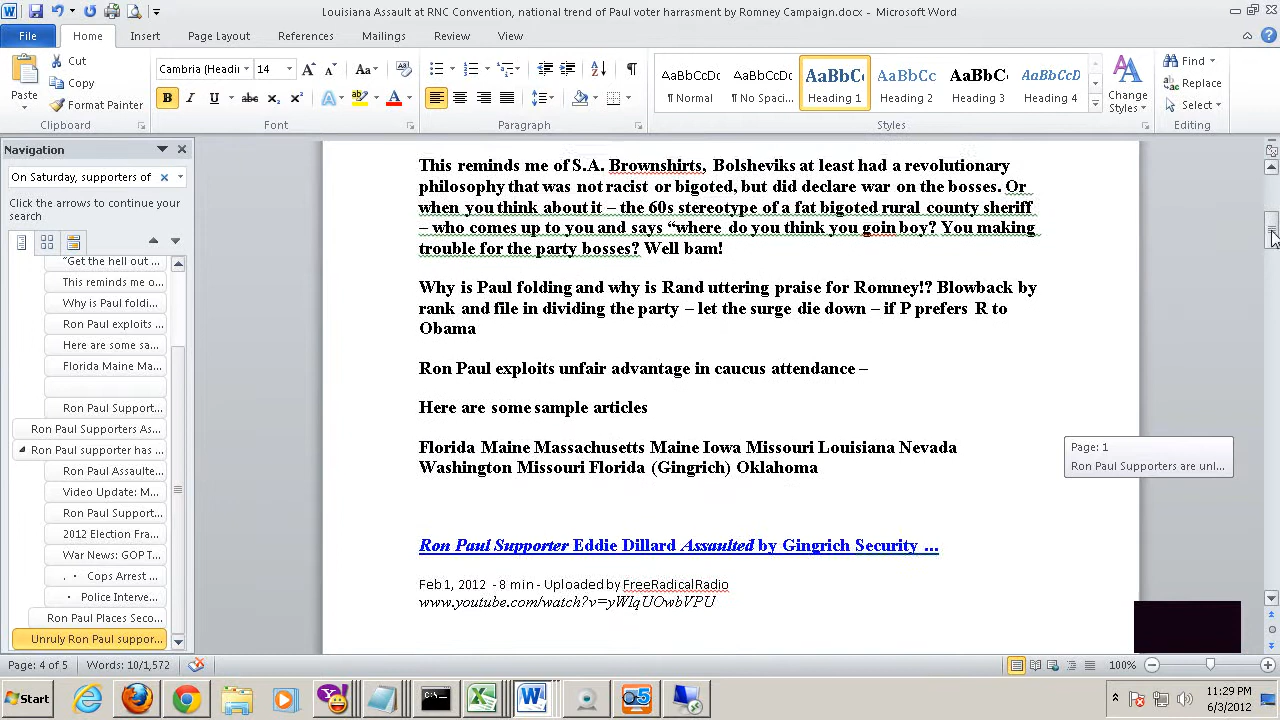 Louisiana Assault at RNC Convention, national trend of Paul voter harrasment by Romney Campaign.docx - Microsoft Word
File Home Insert Page Layout References Mailings Review View
Paste
Cut
Copy
Format Painter
Clipboard
Cambria (Headi 14
Font
Paragraph
AaBbCcDc AaBbCcDc AaBbC AaBbCc AaBbCc AaBbCcD
¶ Normal ¶ No Spaci... Heading 1 Heading 2 Heading 3 Heading 4
Styles
Change Styles
Find
Replace
Select
Editing
Navigation
On Saturday, supporters of
Click the arrows to continue your
search
"Get the hell out ...
This reminds me o...
Why is Paul foldi...
Ron Paul exploits ...
Here are some sa...
Florida Maine Ma...
Ron Paul Support...
Ron Paul Supporters As...
Ron Paul supporter has ...
Ron Paul Assaulte...
Video Update: M...
Ron Paul Support...
2012 Election Fra...
War News: GOP T...
. • Cops Arrest ...
• Police Interve...
Ron Paul Places Seco...
Unruly Ron Paul suppor...
This reminds me of S.A. Brownshirts, Bolsheviks at least had a revolutionary
philosophy that was not racist or bigoted, but did declare war on the bosses. Or
when you think about it – the 60s stereotype of a fat bigoted rural county sheriff
– who comes up to you and says “where do you think you goin boy? You making
trouble for the party bosses? Well bam!
Why is Paul folding and why is Rand uttering praise for Romney!? Blowback by
rank and file in dividing the party – let the surge die down – if P prefers R to
Obama
Ron Paul exploits unfair advantage in caucus attendance –
Here are some sample articles
Florida Maine Massachusetts Maine Iowa Missouri Louisiana Nevada
Washington Missouri Florida (Gingrich) Oklahoma
Ron Paul Supporter Eddie Dillard Assaulted by Gingrich Security ...
Feb 1, 2012 - 8 min - Uploaded by FreeRadicalRadio
www.youtube.com/watch?v=yWIqUOwbVPU
Page: 1
Ron Paul Supporters are unl...
Page: 4 of 5 Words: 10/1,572 100%
Start
11:29 PM
6/3/2012